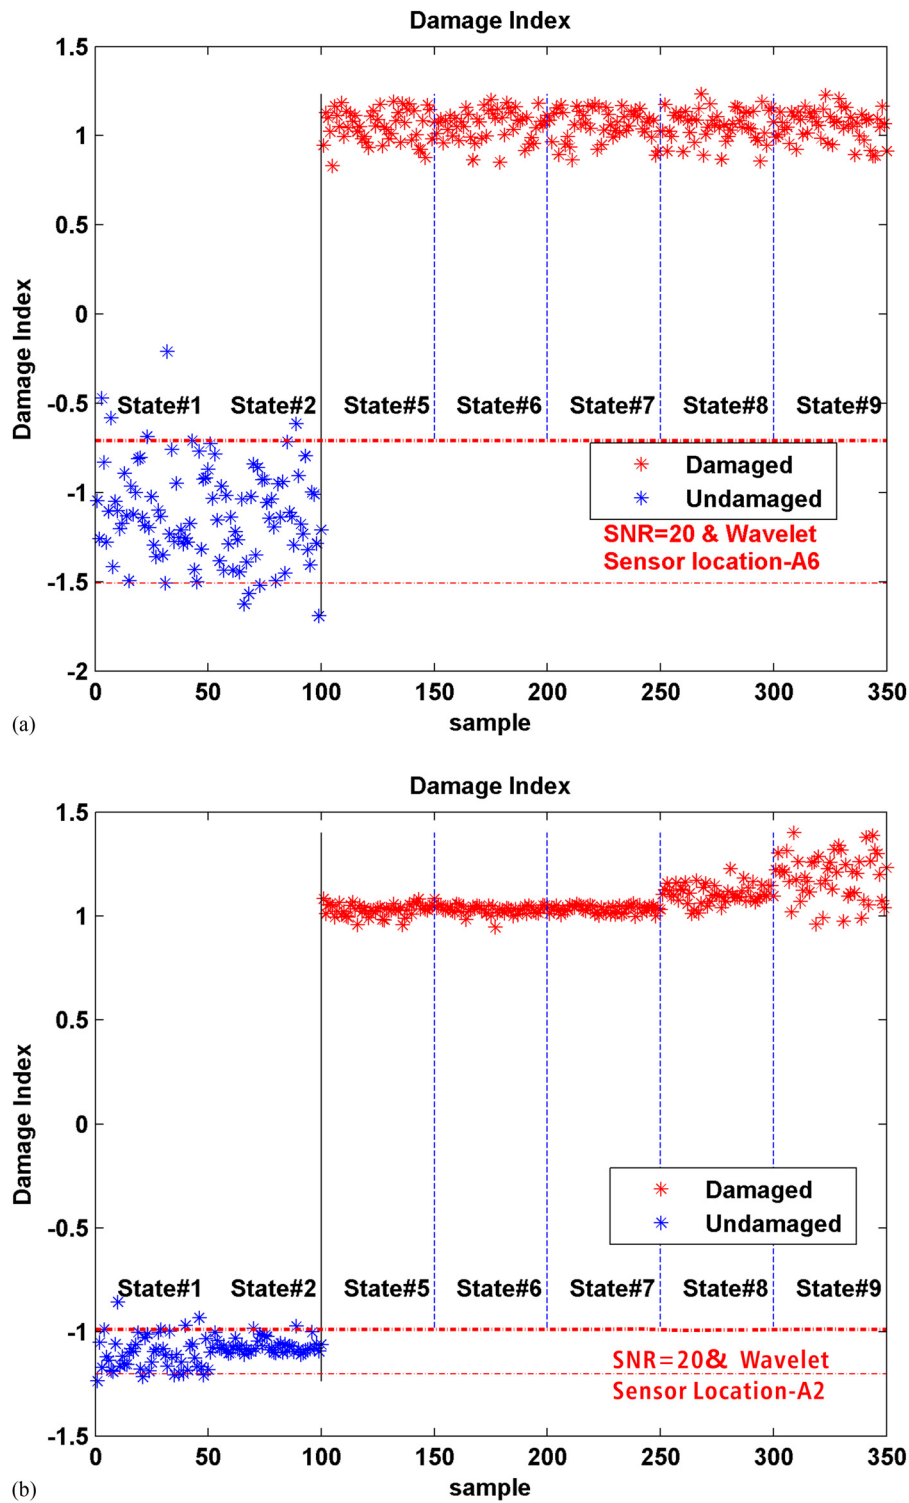 Damage Index
1.5
1
0.5
0
-0.5
-1
-1.5
-2
Damage Index
State#1 State#2 State#5 State#6 State#7 State#8 State#9
Damaged
Undamaged
SNR=20 & Wavelet
Sensor location-A6
0 50 100 150 200 250 300 350
sample
(a)
Damage Index
1.5
1
0.5
0
-0.5
-1
-1.5
Damage Index
Damaged
Undamaged
State#1 State#2 State#5 State#6 State#7 State#8 State#9
SNR=20& Wavelet
Sensor Location-A2
0 50 100 150 200 250 300 350
sample
(b)